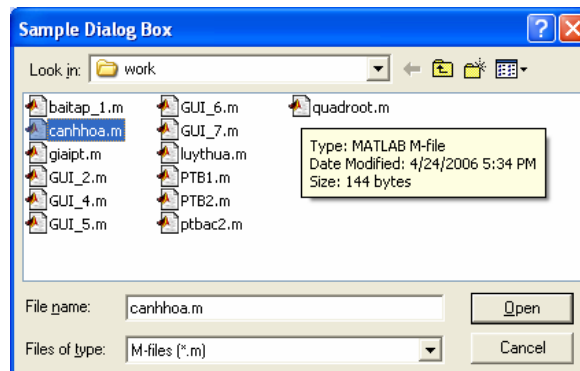 Sample Dialog Box
Look in: work
baitap_1.m GUI_6.m quadroot.m
canhhoa.m GUI_7.m
giaipt.m luythua.m
GUI_2.m PTB1.m
GUI_4.m PTB2.m
GUI_5.m ptbac2.m
Type: MATLAB M-file
Date Modified: 4/24/2006 5:34 PM
Size: 144 bytes
File name: canhhoa.m Open
Files of type: M-files (*.m) Cancel